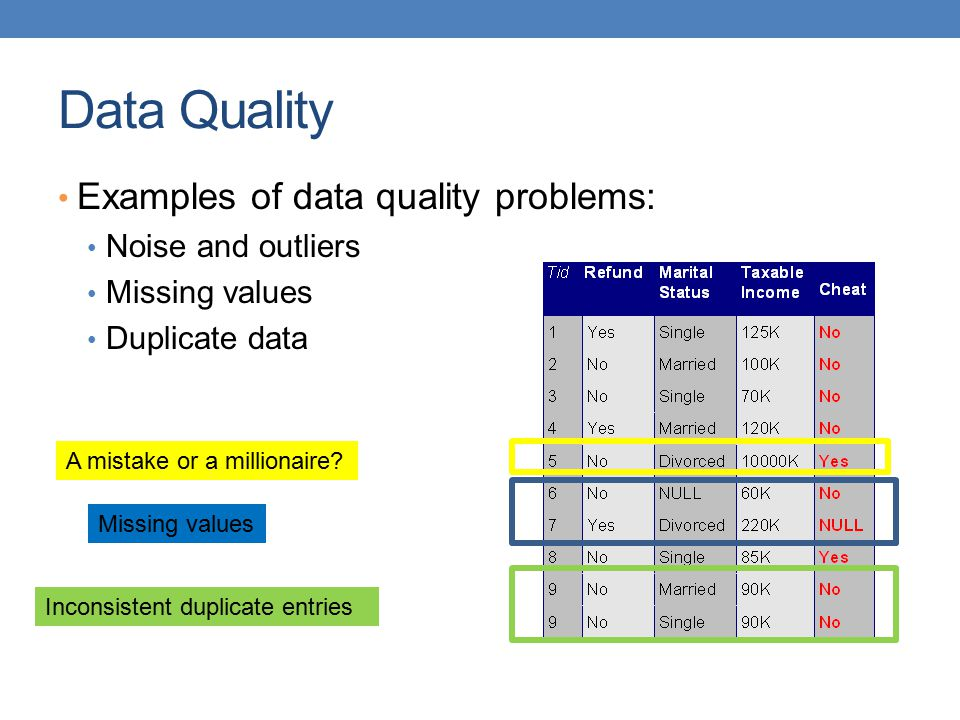 Data Quality
• Examples of data quality problems:
• Noise and outliers
• Missing values
• Duplicate data
A mistake or a millionaire?
Missing values
Inconsistent duplicate entries
Tid Refund Marital Status Taxable Income Cheat
1 Yes Single 125K No
2 No Married 100K No
3 No Single 70K No
4 Yes Married 120K No
5 No Divorced 10000K Yes
6 No NULL 60K No
7 Yes Divorced 220K NULL
8 No Single 85K Yes
9 No Married 90K No
9 No Single 90K No